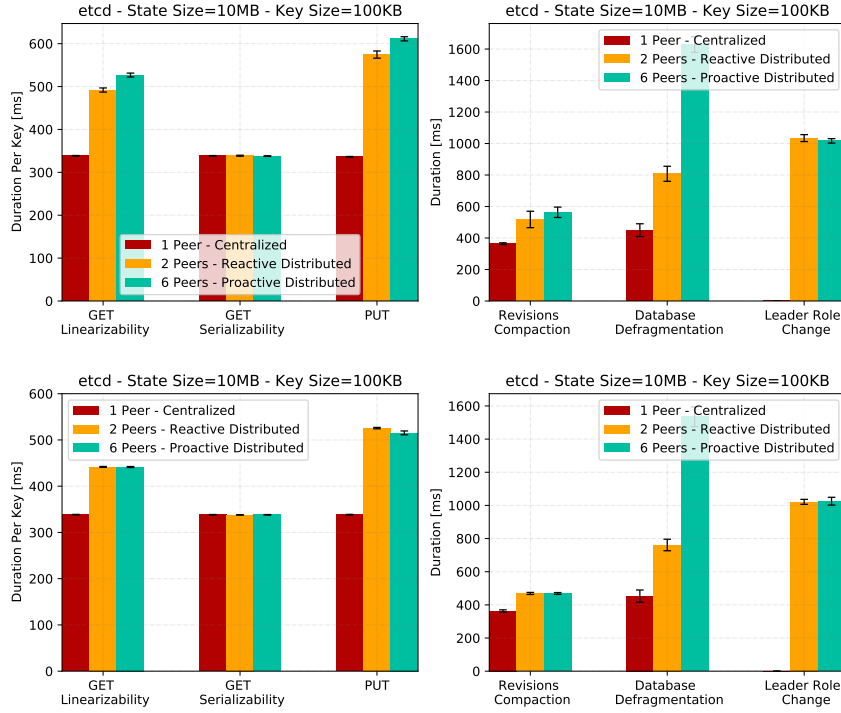 etcd - State Size=10MB - Key Size=100KB
600
500
400
300
200
100
0
Duration Per Key [ms]
1 Peer - Centralized
2 Peers - Reactive Distributed
6 Peers - Proactive Distributed
GET
Linearizability
GET
Serializability
PUT
etcd - State Size=10MB - Key Size=100KB
1600
1400
1200
1000
800
600
400
200
0
Duration [ms]
1 Peer - Centralized
2 Peers - Reactive Distributed
6 Peers - Proactive Distributed
Revisions
Compaction
Database
Defragmentation
Leader Role
Change
etcd - State Size=10MB - Key Size=100KB
600
500
400
300
200
100
0
Duration Per Key [ms]
1 Peer - Centralized
2 Peers - Reactive Distributed
6 Peers - Proactive Distributed
GET
Linearizability
GET
Serializability
PUT
etcd - State Size=10MB - Key Size=100KB
1600
1400
1200
1000
800
600
400
200
0
Duration [ms]
1 Peer - Centralized
2 Peers - Reactive Distributed
6 Peers - Proactive Distributed
Revisions
Compaction
Database
Defragmentation
Leader Role
Change